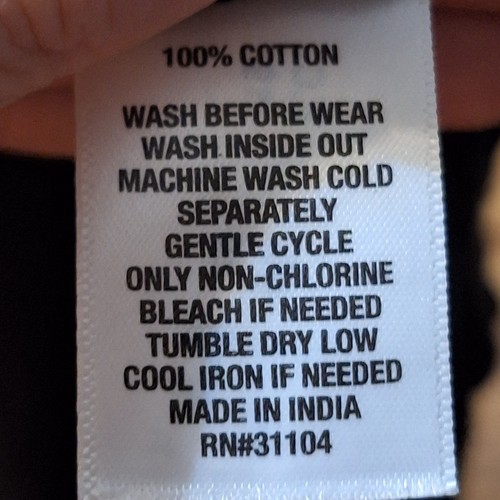 100% COTTON
WASH BEFORE WEAR
WASH INSIDE OUT
MACHINE WASH COLD
SEPARATELY
GENTLE CYCLE
ONLY NON-CHLORINE
BLEACH IF NEEDED
TUMBLE DRY LOW
COOL IRON IF NEEDED
MADE IN INDIA
RN#31104